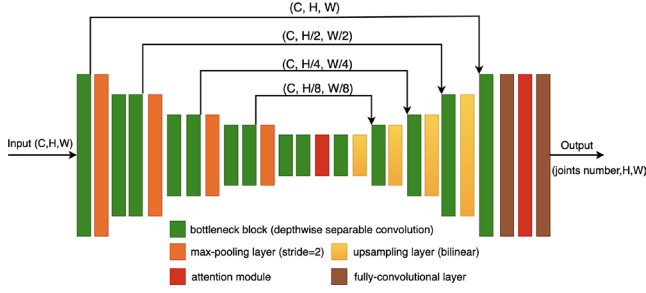 (C, H, W)
(C, H/2, W/2)
(C, H/4, W/4)
(C, H/8, W/8)
Input (C,H,W)
Output
(joints number,H,W)
bottleneck block (depthwise separable convolution)
max-pooling layer (stride=2)
upsampling layer (bilinear)
attention module
fully-convolutional layer